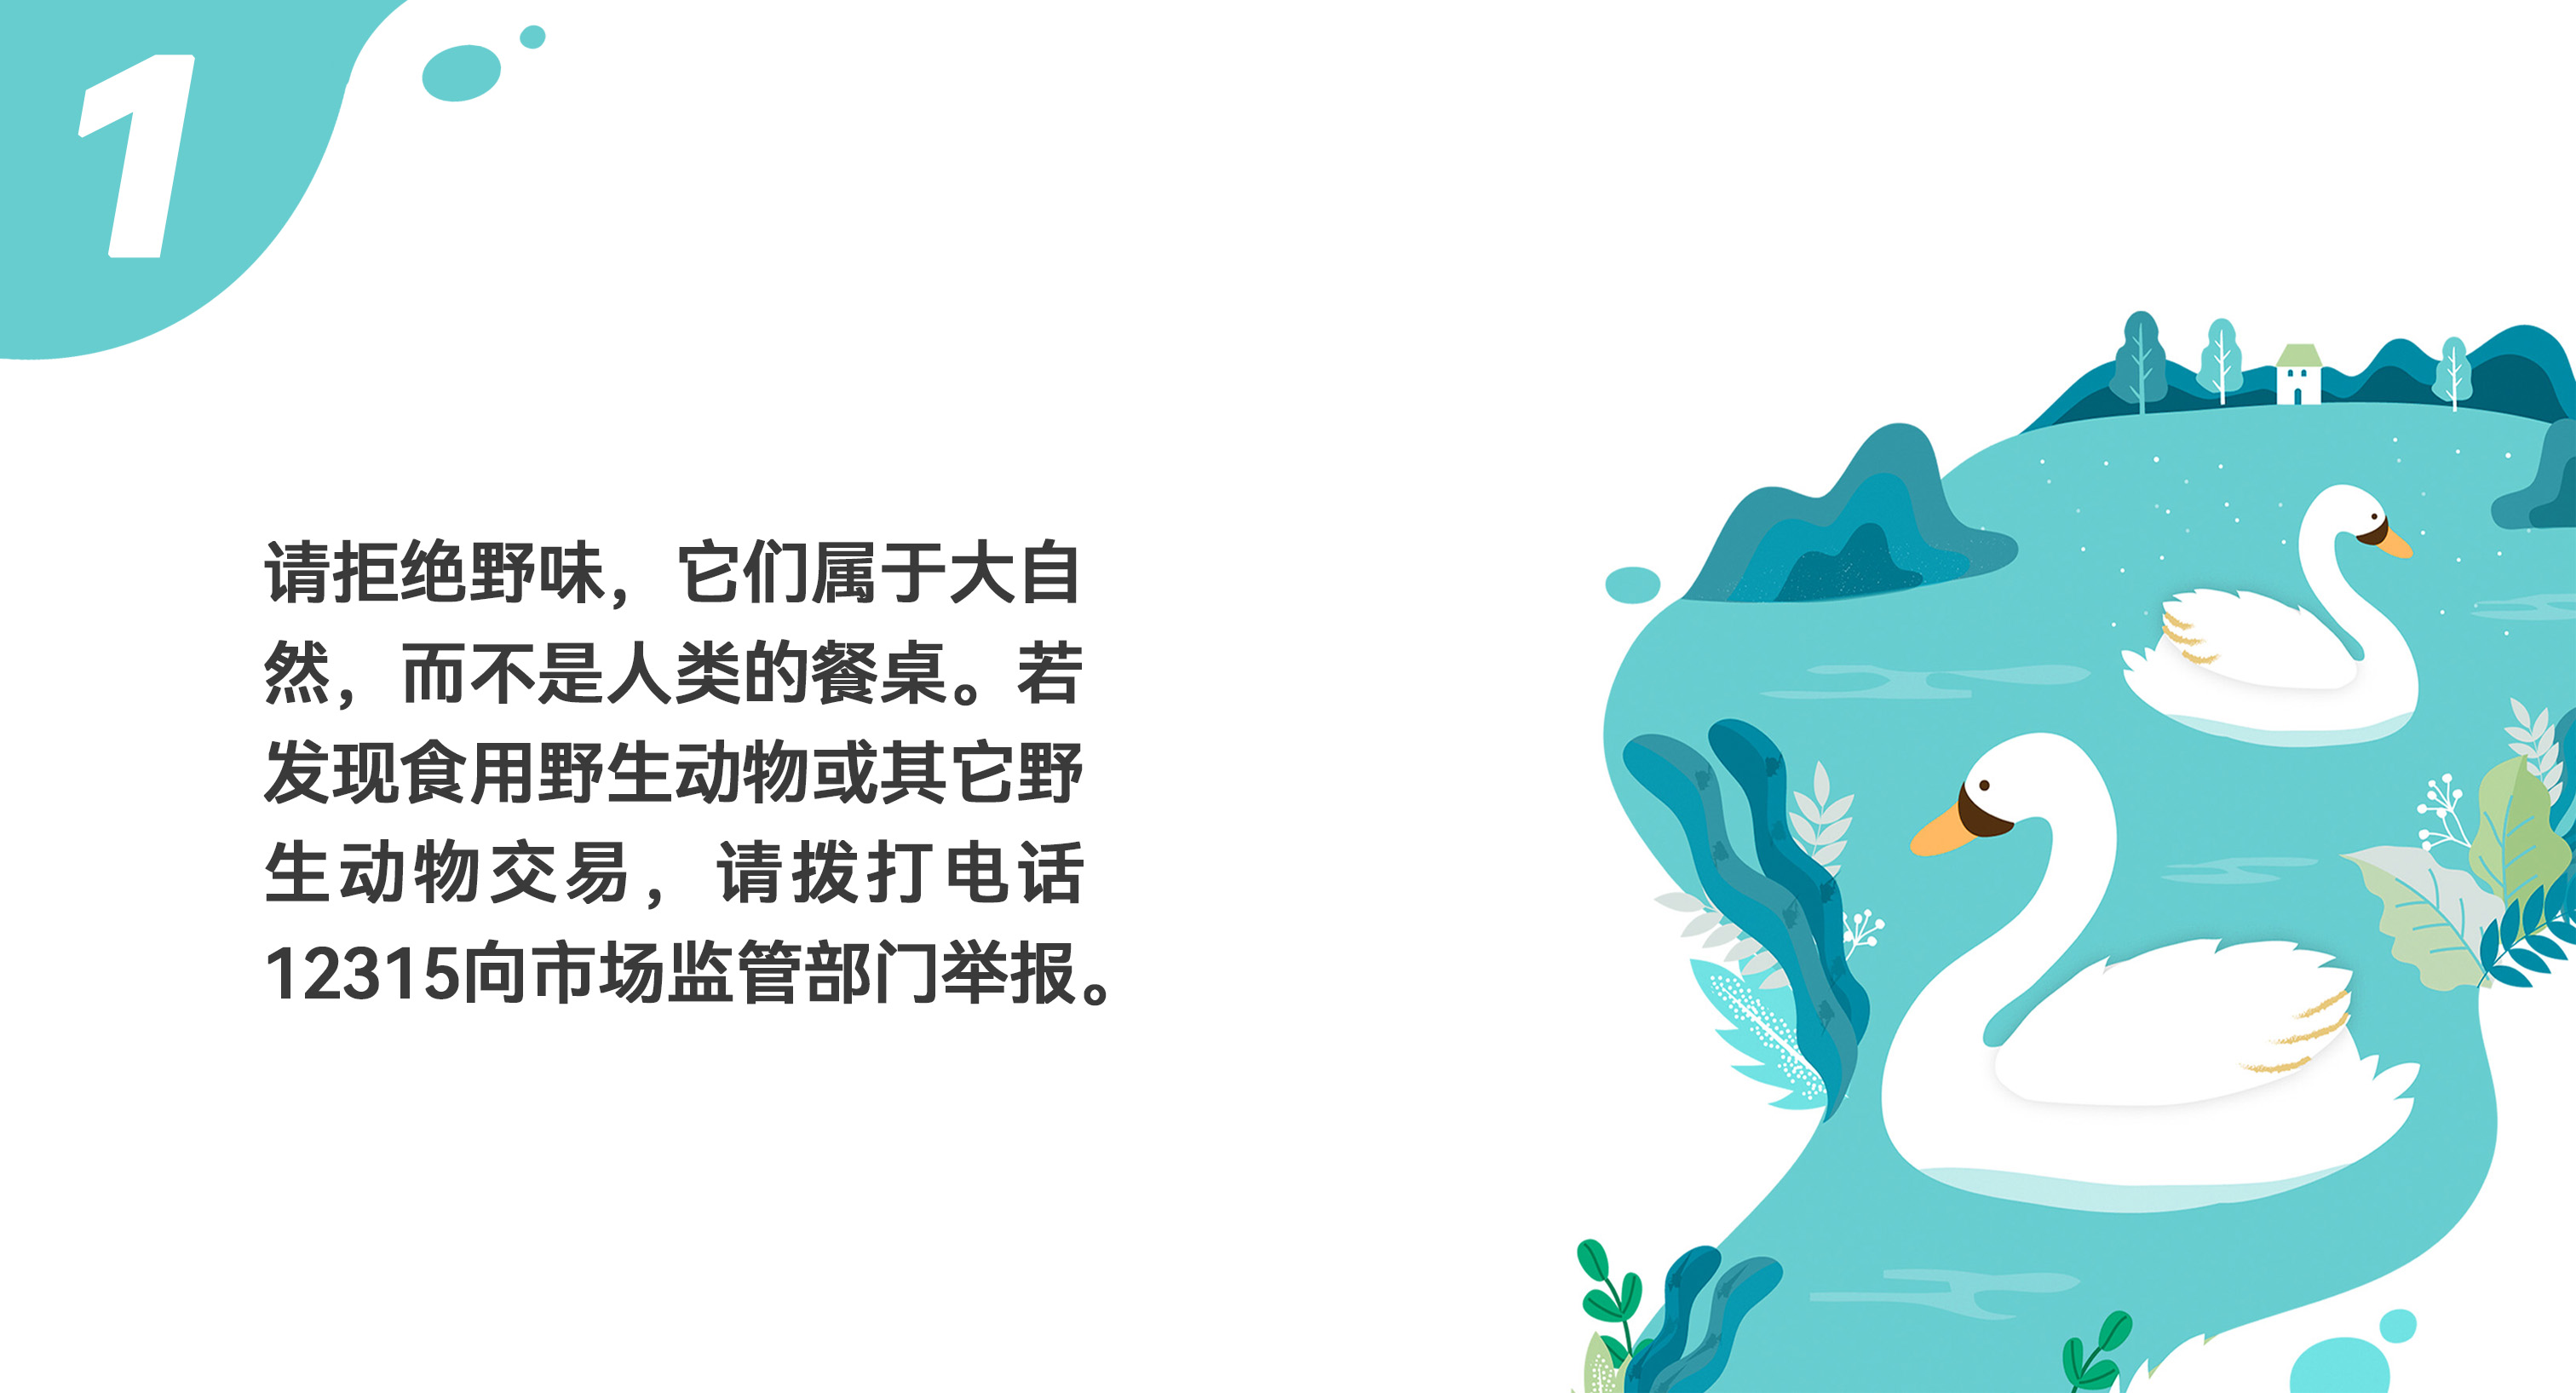 1
请拒绝野味，它们属于大自
然，而不是人类的餐桌。若
发现食用野生动物或其它野
生动物交易，请拨打电话
12315向市场监管部门举报。